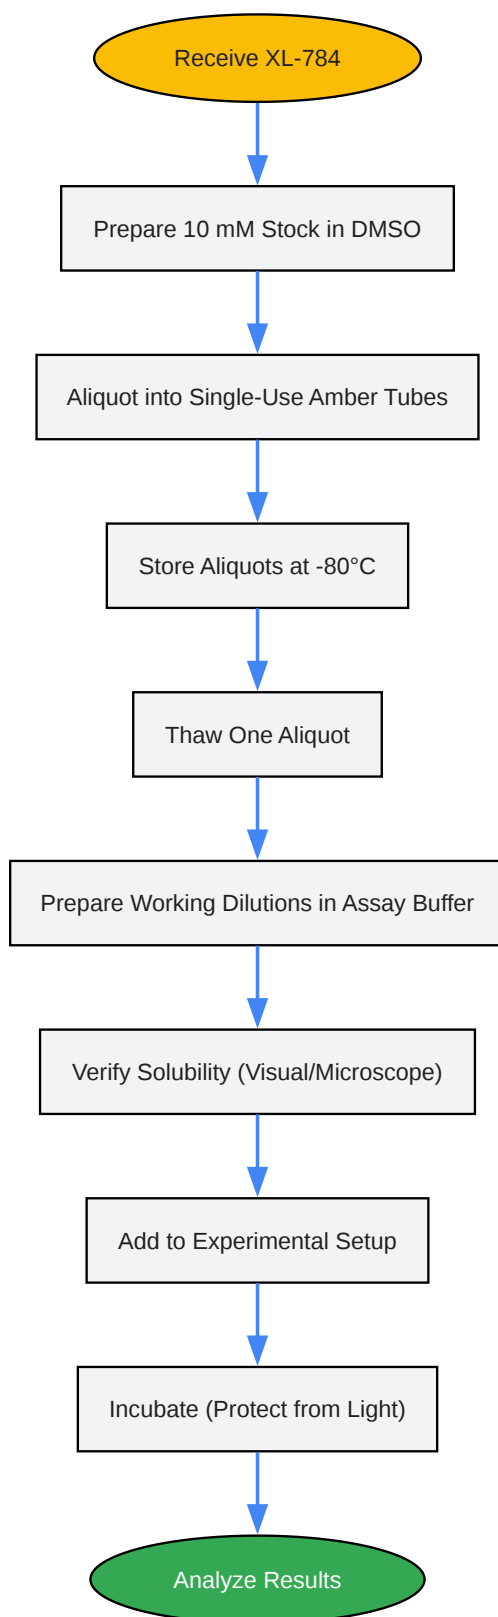 Receive XL-784
Prepare 10 mM Stock in DMSO
Aliquot into Single-Use Amber Tubes
Store Aliquots at -80°C
Thaw One Aliquot
Prepare Working Dilutions in Assay Buffer
Verify Solubility (Visual/Microscope)
Add to Experimental Setup
Incubate (Protect from Light)
Analyze Results